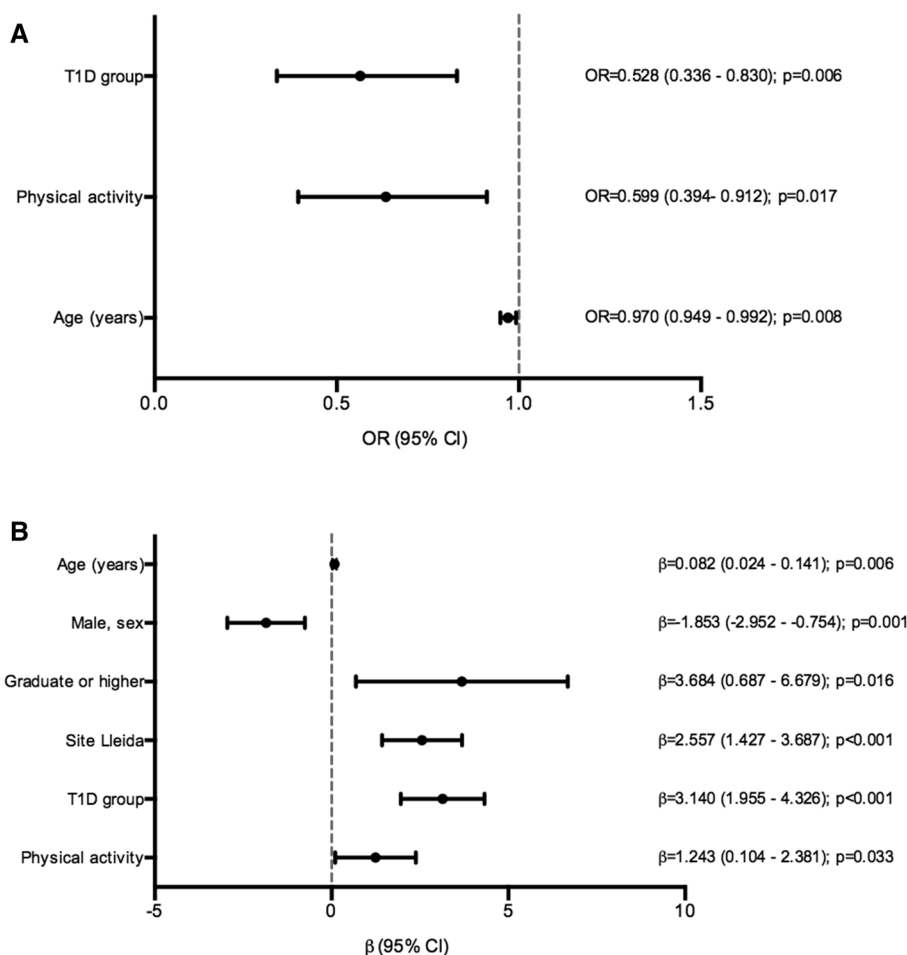 A
T1D group
OR=0.528 (0.336 - 0.830); p=0.006
Physical activity
OR=0.599 (0.394- 0.912); p=0.017
Age (years)
OR=0.970 (0.949 - 0.992); p=0.008
0.0 0.5 1.0 1.5
OR (95% CI)
B
Age (years)
β=0.082 (0.024 - 0.141); p=0.006
Male, sex
β=-1.853 (-2.952 - -0.754); p=0.001
Graduate or higher
β=3.684 (0.687 - 6.679); p=0.016
Site Lleida
β=2.557 (1.427 - 3.687); p<0.001
T1D group
β=3.140 (1.955 - 4.326); p<0.001
Physical activity
β=1.243 (0.104 - 2.381); p=0.033
-5 0 5 10
β (95% CI)